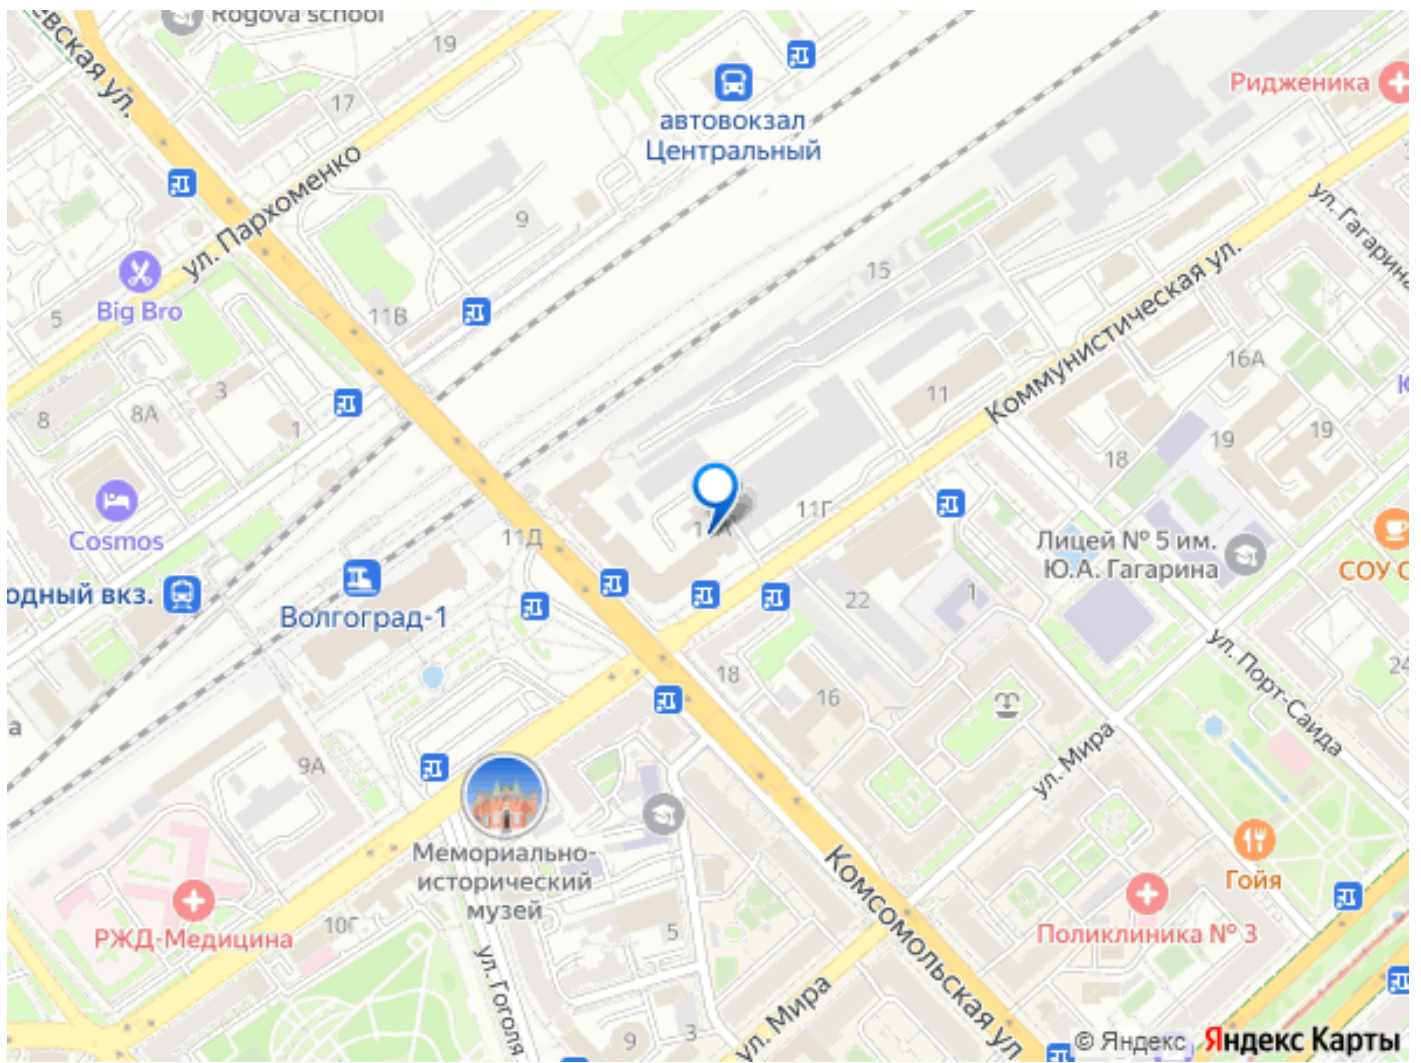 Rogova school
евская ул.
19
17
автовокзал
Центральный
Ридженика
ул. Пархоменко
9
ул. Гагарина
15
Big Bro
5
11В
Коммунистическая ул.
16А
3
8А
8
1
11
19
19
18
Cosmos
11Д
11Г
Лицей № 5 им.
Ю.А. Гагарина
СОУ С
одный вкз.
Волгоград-1
22
1
ул. Порт-Саида
24
18
16
а
9А
ул. Мира
Мемориально-
исторический
музей
Гойя
Комсомольская ул
РЖД-Медицина
10Г
5
Поликлиника № 3
ул. Гоголя
ул. Мира
9
3
© Яндекс Яндекс Карты